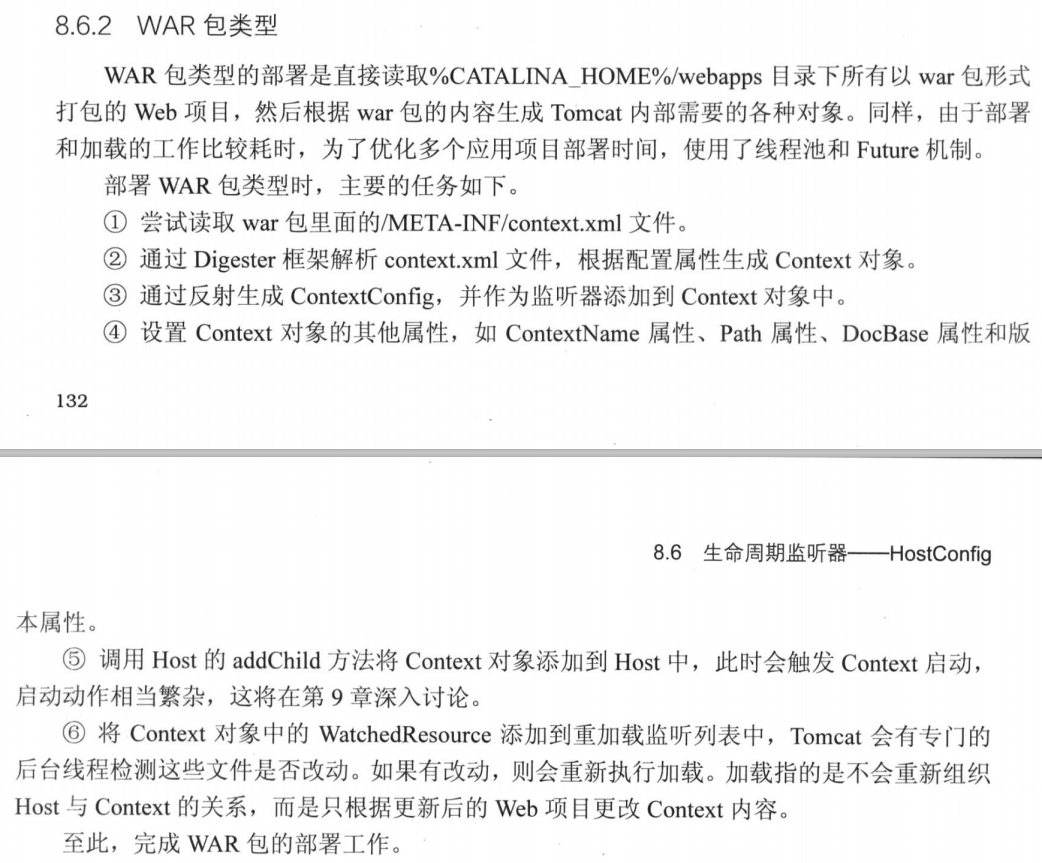 8.6.2 WAR 包类型
WAR 包类型的部署是直接读取%CATALINA_HOME%/webapps 目录下所有以 war 包形式
打包的 Web 项目，然后根据 war 包的内容生成 Tomcat 内部需要的各种对象。同样，由于部署
和加载的工作比较耗时，为了优化多个应用项目部署时间，使用了线程池和 Future 机制。
部署 WAR 包类型时，主要的任务如下。
① 尝试读取 war 包里面的/META-INF/context.xml 文件。
② 通过 Digester 框架解析 context.xml 文件，根据配置属性生成 Context 对象。
③ 通过反射生成 ContextConfig，并作为监听器添加到 Context 对象中。
④ 设置 Context 对象的其他属性，如 ContextName 属性、Path 属性、DocBase 属性和版
132
8.6 生命周期监听器——HostConfig
本属性。
⑤ 调用 Host 的 addChild 方法将 Context 对象添加到 Host 中，此时会触发 Context 启动，
启动动作相当繁杂，这将在第 9 章深入讨论。
⑥ 将 Context 对象中的 WatchedResource 添加到重加载监听列表中，Tomcat 会有专门的
后台线程检测这些文件是否改动。如果有改动，则会重新执行加载。加载指的是不会重新组织
Host 与 Context 的关系，而是只根据更新后的 Web 项目更改 Context 内容。
至此，完成 WAR 包的部署工作。